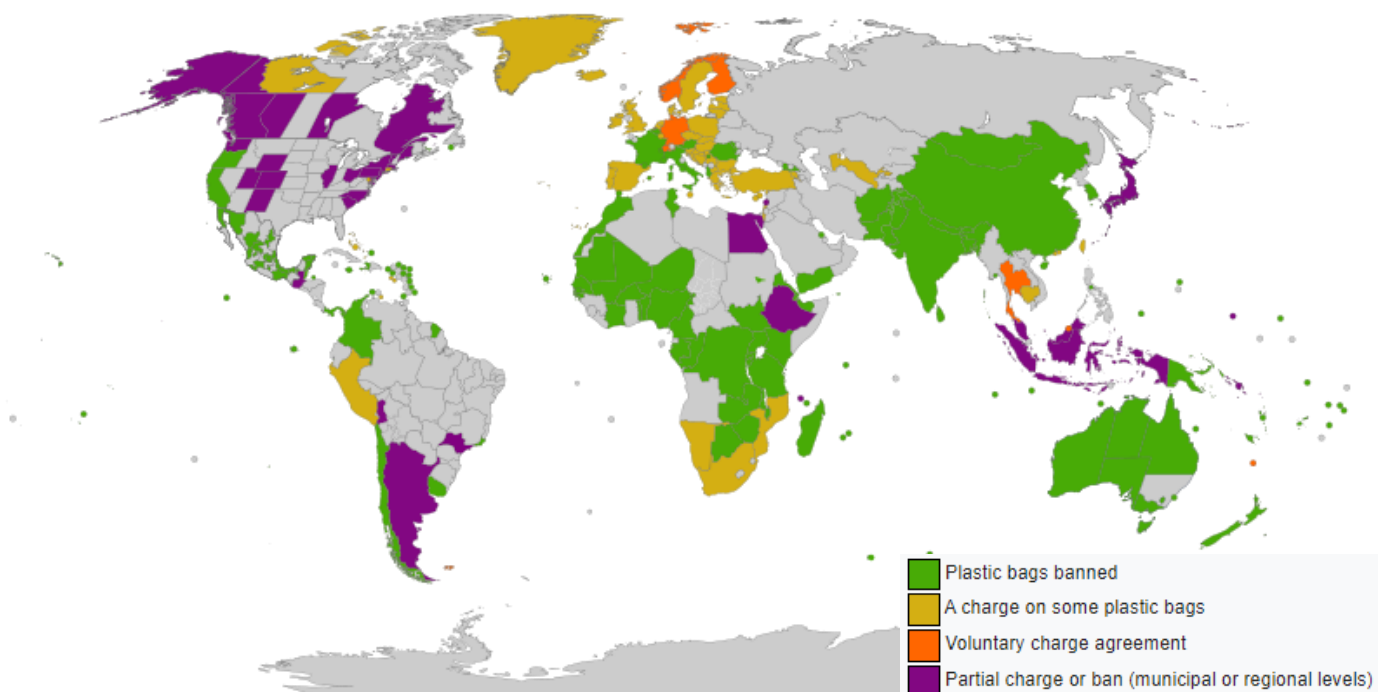 Plastic bags banned
A charge on some plastic bags
Voluntary charge agreement
Partial charge or ban (municipal or regional levels)